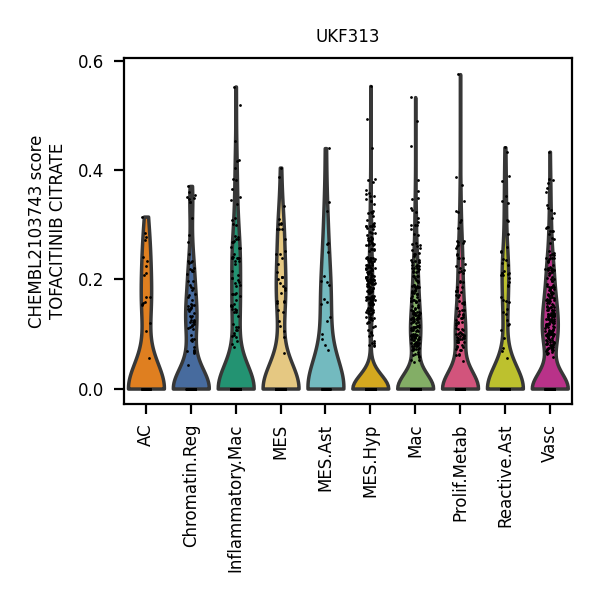 UKF313
CHEMBL2103743 score
TOFACITINIB CITRATE
0.6
0.4
0.2
0.0
AC
Chromatin.Reg
Inflammatory.Mac
MES
MES.Ast
MES.Hyp
Mac
Prolif.Metab
Reactive.Ast
Vasc